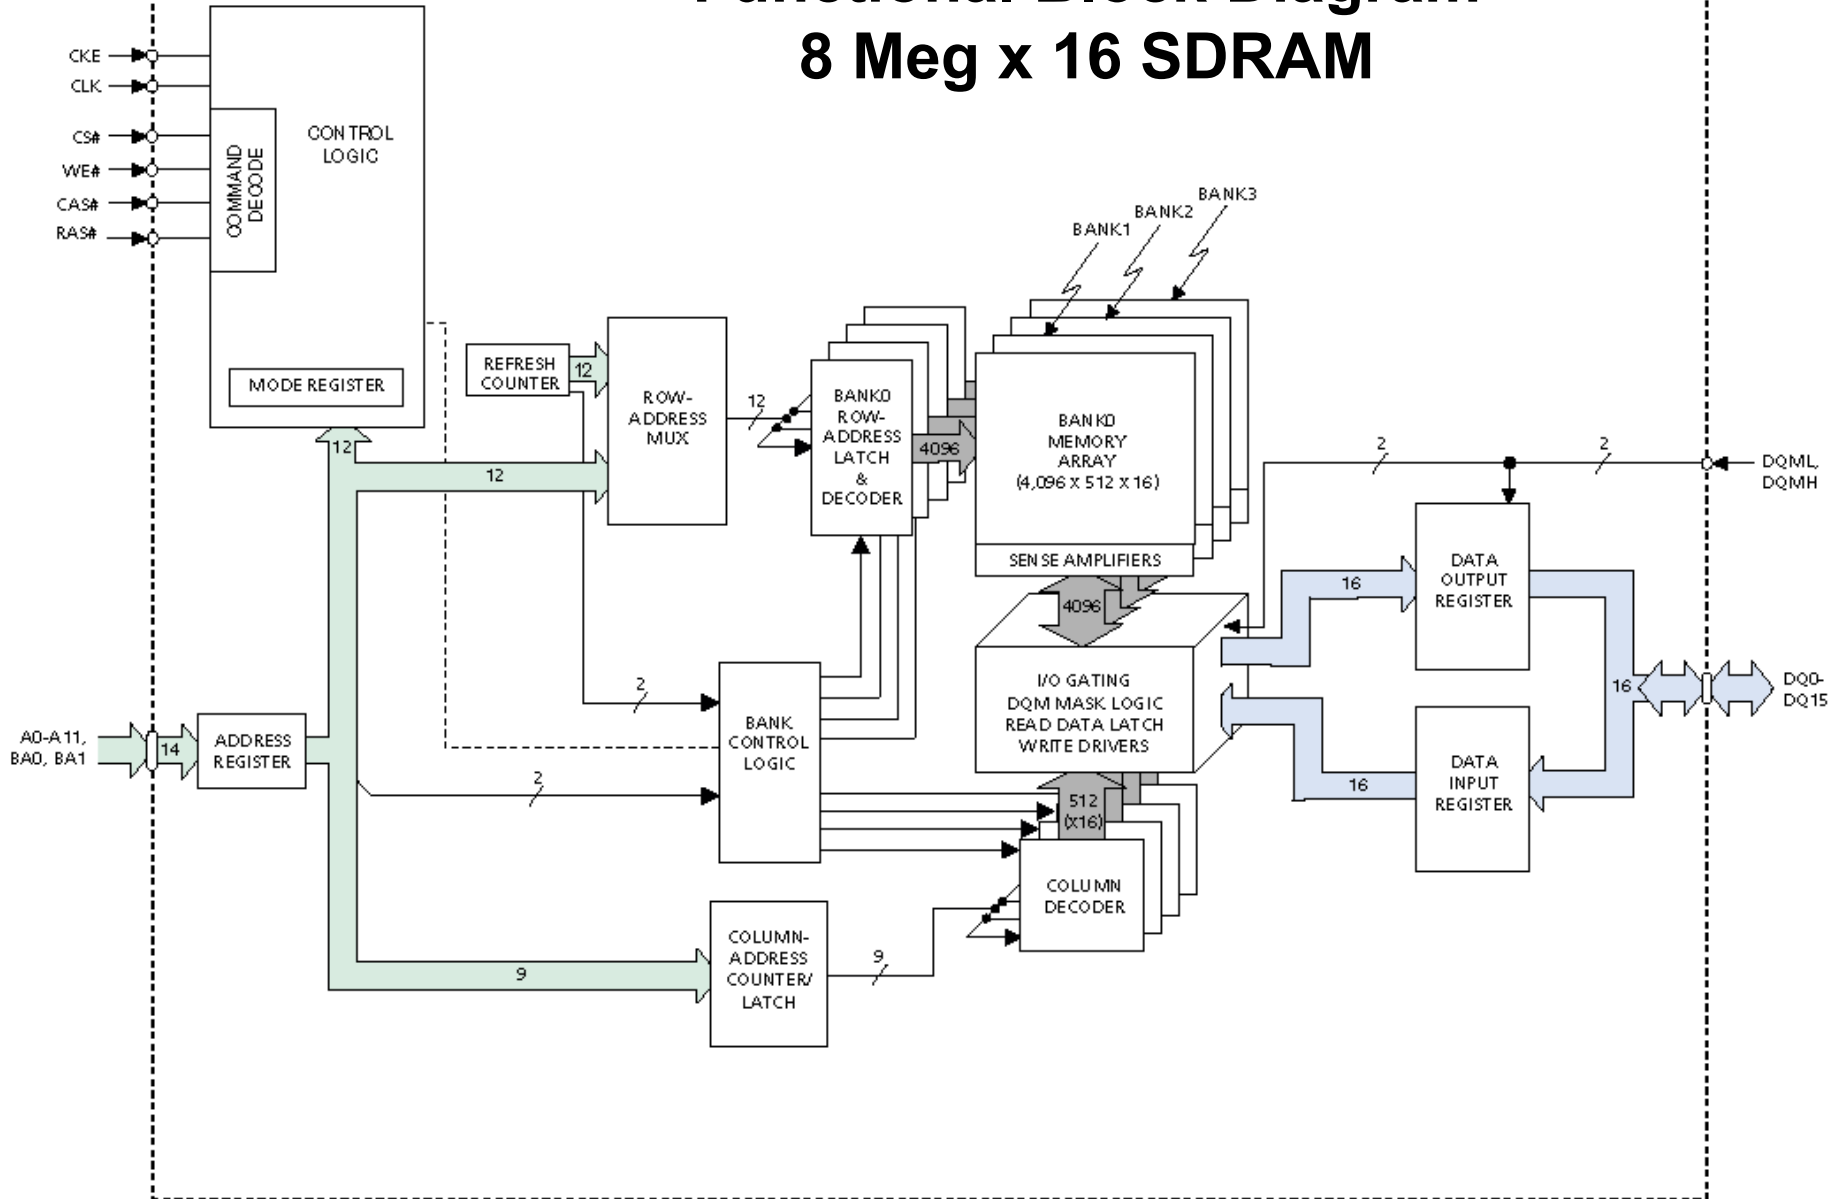 Functional Block Diagram
8 Meg x 16 SDRAM
CKE
CLK
CS#
WE#
CAS#
RAS#
COMMAND
DECODE
CONTROL
LOGIC
MODE REGISTER
12
BANK1
BANK2
BANK3
REFRESH
COUNTER
12
12
ROW-
ADDRESS
MUX
12
BANK0
ROW-
ADDRESS
LATCH
&
DECODER
4096
BANK0
MEMORY
ARRAY
(4,096 x 512 x 16)
SENSE AMPLIFIERS
4096
I/O GATING
DQM MASK LOGIC
READ DATA LATCH
WRITE DRIVERS
2
2
DQML,
DQMH
16
DATA
OUTPUT
REGISTER
16
DQ0-
DQ15
DATA
INPUT
REGISTER
16
A0-A11,
BA0, BA1
14
ADDRESS
REGISTER
2
2
BANK
CONTROL
LOGIC
512
(x16)
COLUMN
DECODER
9
COLUMN-
ADDRESS
COUNTER/
LATCH
9